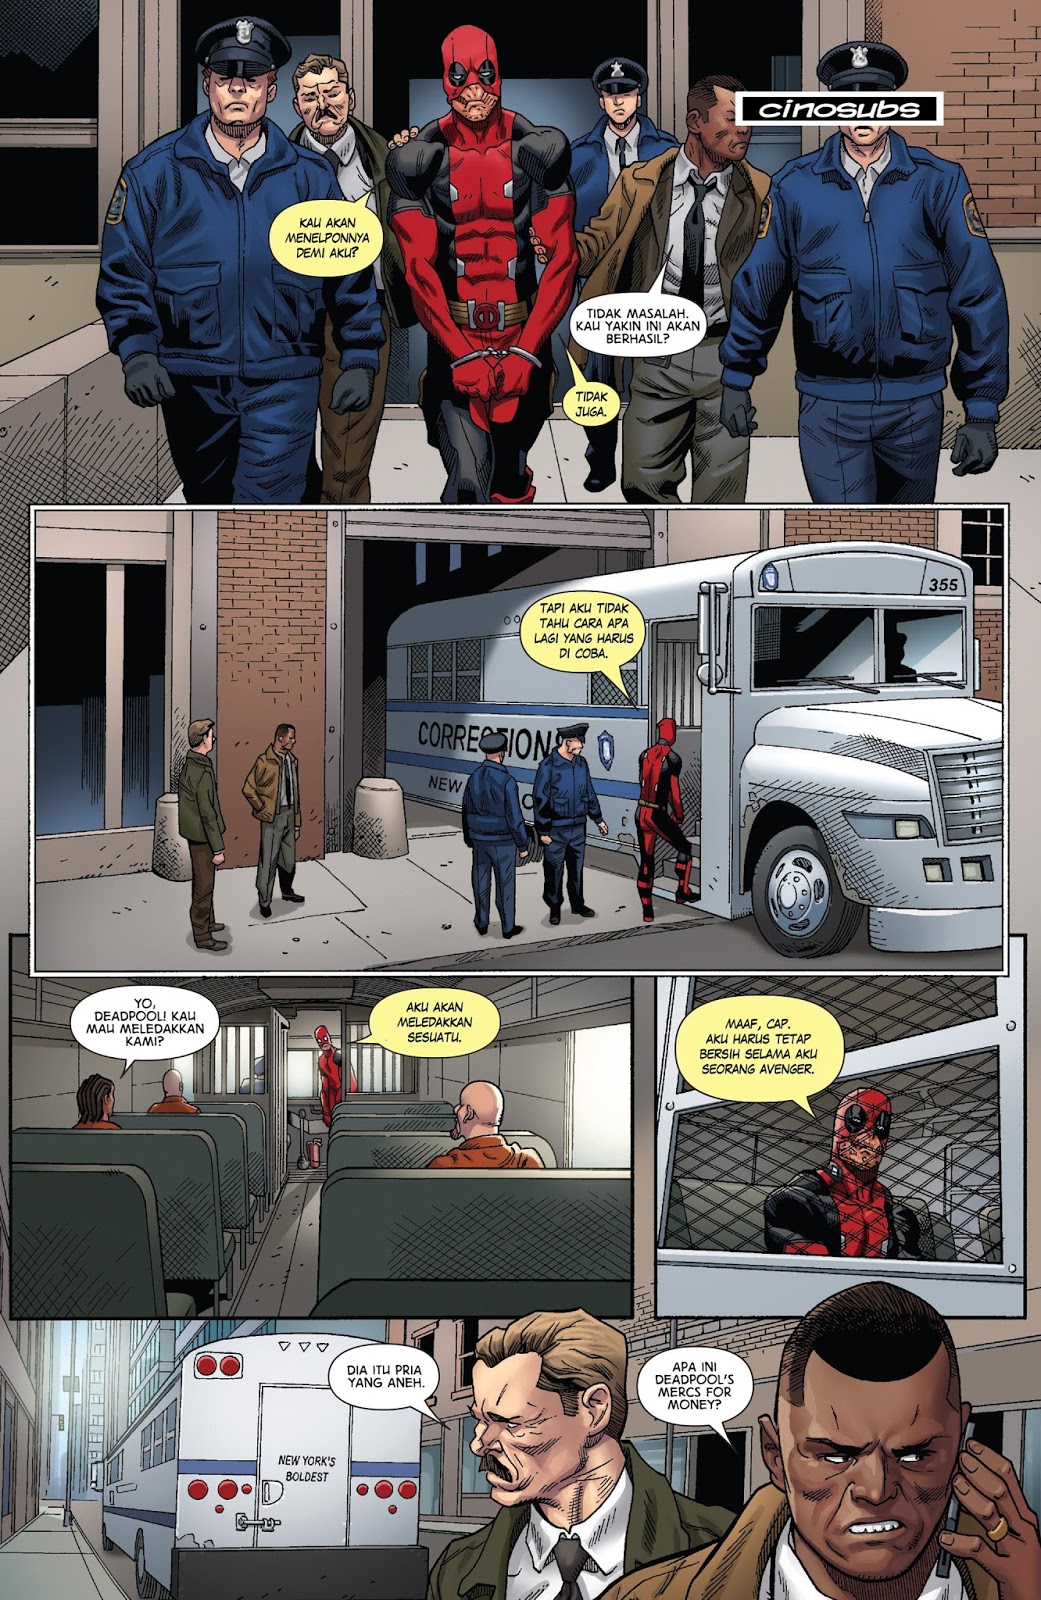 cinosubs
KAU AKAN
MENELPONNYA
DEMI AKU?
TIDAK MASALAH.
KAU YAKIN INI AKAN
BERHASIL?
TIDAK
JUGA.
TAPI AKU TIDAK
TAHU CARA APA
LAGI YANG HARUS
DI COBA.
355
CORRECTION
NEW
YO,
DEADPOOL! KAU
MAU MELEDAKKAN
KAMI?
AKU AKAN
MELEDAKKAN
SESUATU.
MAAF, CAP.
AKU HARUS TETAP
BERSIH SELAMA AKU
SEORANG AVENGER.
DIA ITU PRIA
YANG ANEH.
APA INI
DEADPOOL'S
MERCS FOR
MONEY?
NEW YORK'S
BOLDEST